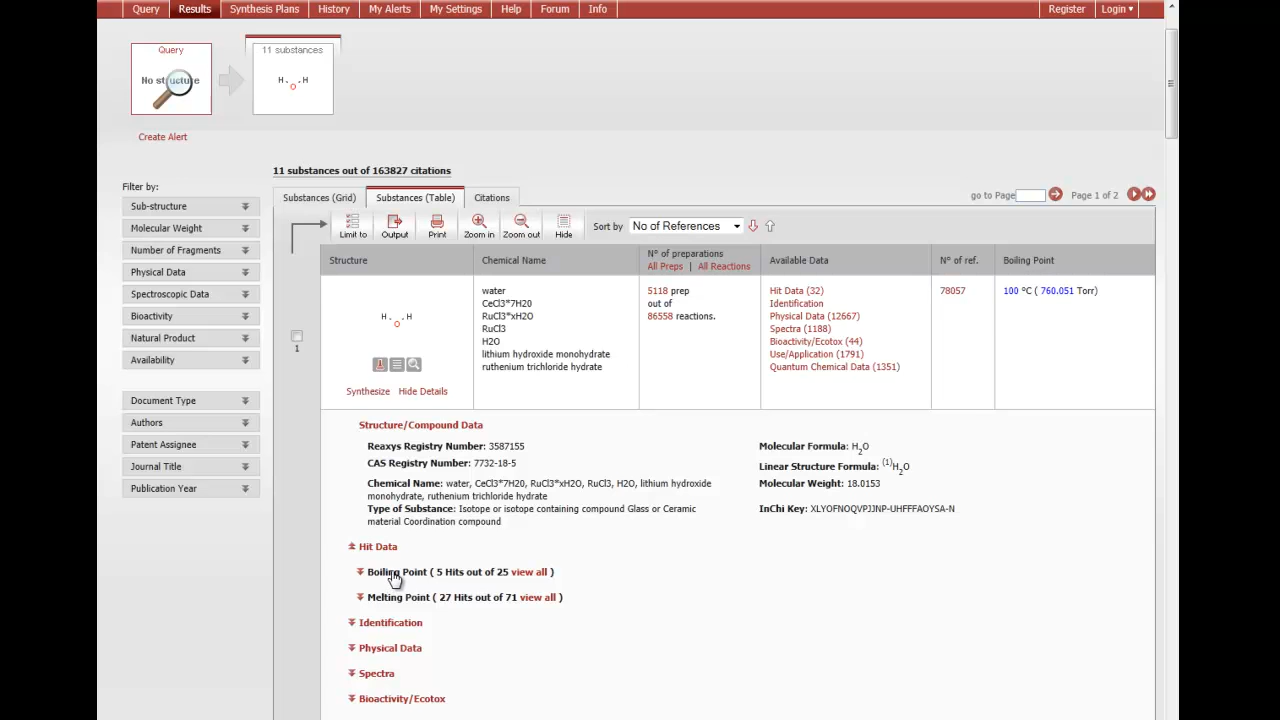 Query Results Synthesis Plans History My Alerts My Settings Help Forum Info Register Login
Query
No structure
11 substances
H. .H
O
Create Alert
11 substances out of 163827 citations
Filter by:
Sub-structure
Molecular Weight
Number of Fragments
Physical Data
Spectroscopic Data
Bioactivity
Natural Product
Availability
Document Type
Authors
Patent Assignee
Journal Title
Publication Year
Substances (Grid) Substances (Table) Citations
go to Page Page 1 of 2
Limit to Output Print Zoom in Zoom out Hide Sort by No of References
Structure Chemical Name N° of preparations Available Data N° of ref. Boiling Point
All Preps | All Reactions
1
H. .H
O
Synthesize Hide Details
water
CeCl3*7H20
RuCl3*xH2O
RuCl3
H2O
lithium hydroxide monohydrate
ruthenium trichloride hydrate
5118 prep
out of
86558 reactions.
Hit Data (32)
Identification
Physical Data (12667)
Spectra (1188)
Bioactivity/Ecotox (44)
Use/Application (1791)
Quantum Chemical Data (1351)
78057
100 °C ( 760.051 Torr)
Structure/Compound Data
Reaxys Registry Number: 3587155
CAS Registry Number: 7732-18-5
Chemical Name: water, CeCl3*7H20, RuCl3*xH2O, RuCl3, H2O, lithium hydroxide
monohydrate, ruthenium trichloride hydrate
Type of Substance: Isotope or isotope containing compound Glass or Ceramic
material Coordination compound
Molecular Formula: H2O
Linear Structure Formula: (1)H2O
Molecular Weight: 18.0153
InChi Key: XLYOFNOQVPJJNP-UHFFFAOYSA-N
Hit Data
Boiling Point ( 5 Hits out of 25 view all )
Melting Point ( 27 Hits out of 71 view all )
Identification
Physical Data
Spectra
Bioactivity/Ecotox